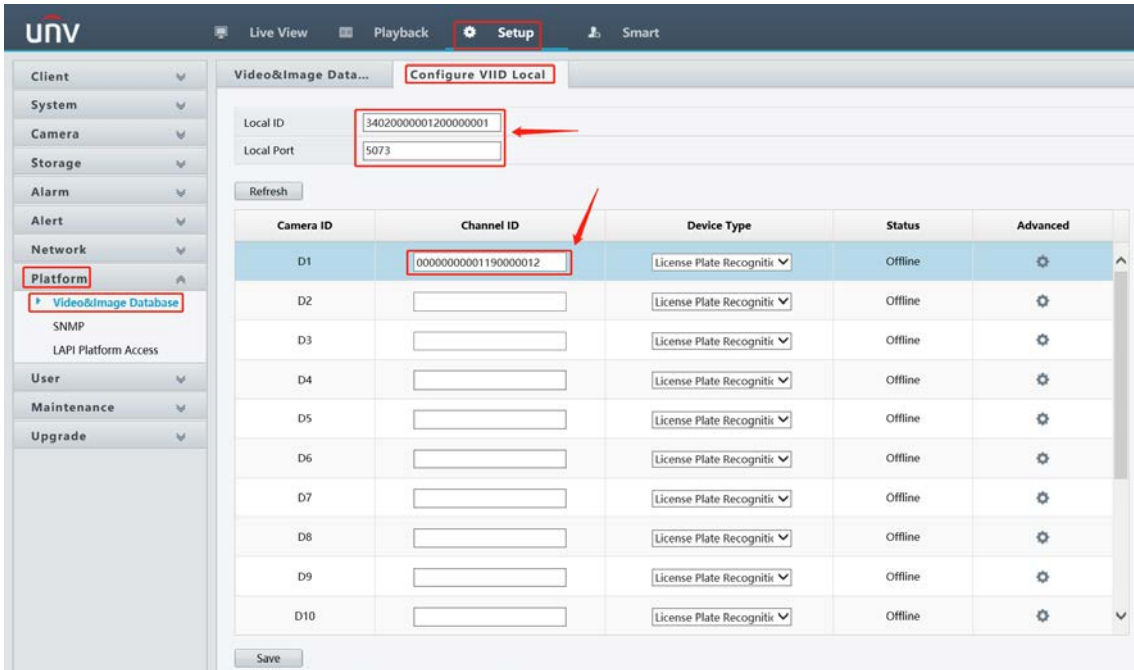 unv Live View Playback Setup Smart
Client
System
Camera
Storage
Alarm
Alert
Network
Platform
Video&Image Database
SNMP
LAPI Platform Access
User
Maintenance
Upgrade
Video&Image Data... Configure VIID Local
Local ID 34020000001200000001
Local Port 5073
Refresh
Camera ID Channel ID Device Type Status Advanced
D1 00000000001190000012 License Plate Recognitic Offline
D2 License Plate Recognitic Offline
D3 License Plate Recognitic Offline
D4 License Plate Recognitic Offline
D5 License Plate Recognitic Offline
D6 License Plate Recognitic Offline
D7 License Plate Recognitic Offline
D8 License Plate Recognitic Offline
D9 License Plate Recognitic Offline
D10 License Plate Recognitic Offline
Save